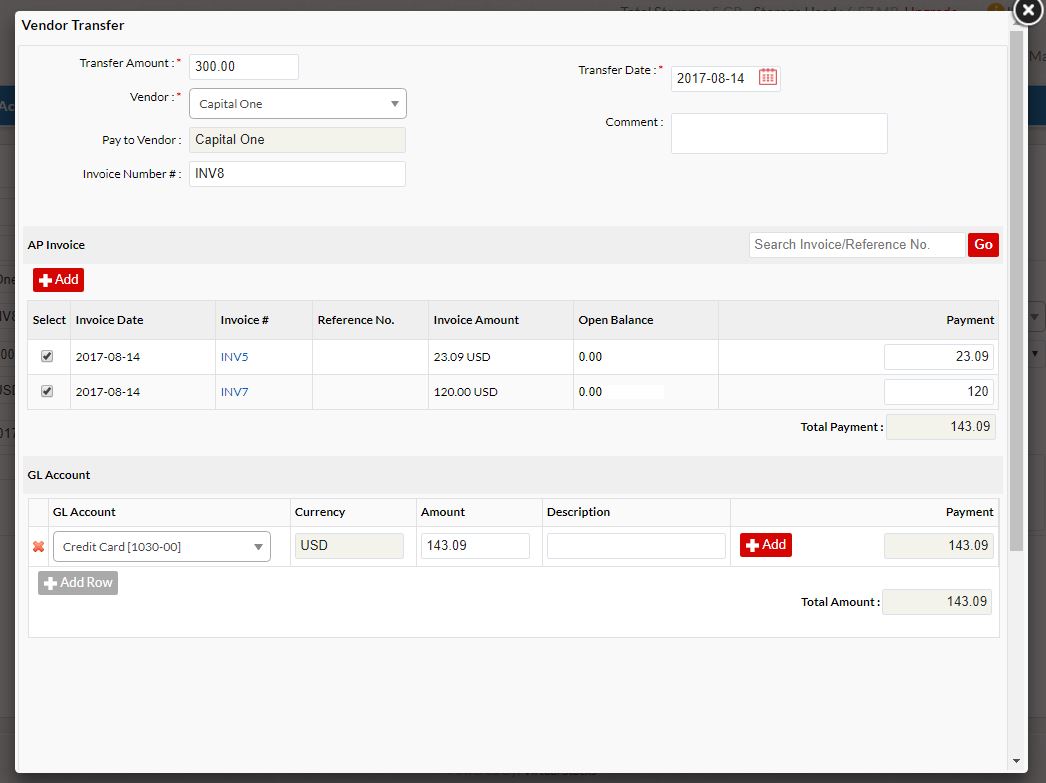 Vendor Transfer
Transfer Amount : * 300.00
Transfer Date : * 2017-08-14
Vendor : * Capital One
Comment :
Pay to Vendor : Capital One
Invoice Number # : INV8
AP Invoice Search Invoice/Reference No. Go
Add
Select Invoice Date Invoice # Reference No. Invoice Amount Open Balance Payment
2017-08-14 INV5 23.09 USD 0.00 23.09
2017-08-14 INV7 120.00 USD 0.00 120
Total Payment : 143.09
GL Account
GL Account Currency Amount Description Payment
Credit Card [1030-00] USD 143.09 Add 143.09
Add Row
Total Amount : 143.09